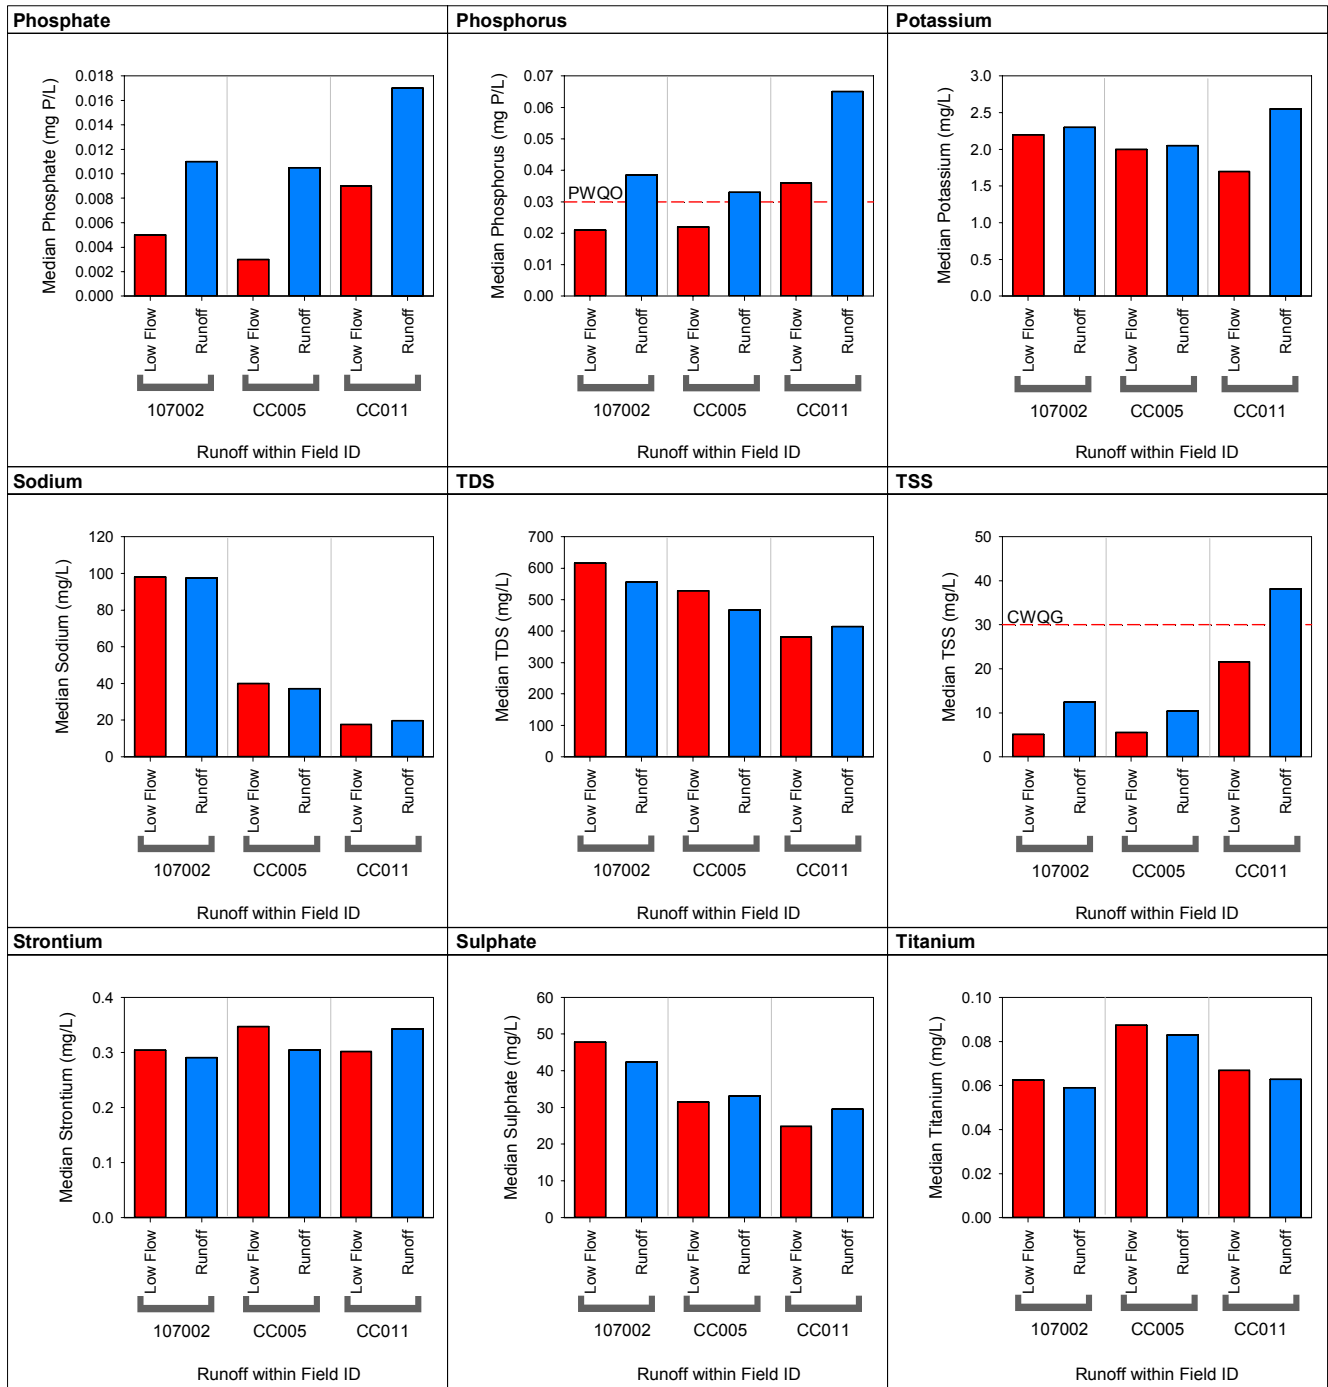 Phosphate
Median Phosphate (mg P/L)
0.018
0.016
0.014
0.012
0.010
0.008
0.006
0.004
0.002
0.000
Low Flow
Runoff
Low Flow
Runoff
Low Flow
Runoff
107002
CC005
CC011
Runoff within Field ID
Phosphorus
Median Phosphorus (mg P/L)
0.07
0.06
0.05
0.04
0.03
0.02
0.01
0.00
PWQO
Low Flow
Runoff
Low Flow
Runoff
Low Flow
Runoff
107002
CC005
CC011
Runoff within Field ID
Potassium
Median Potassium (mg/L)
3.0
2.5
2.0
1.5
1.0
0.5
0.0
Low Flow
Runoff
Low Flow
Runoff
Low Flow
Runoff
107002
CC005
CC011
Runoff within Field ID
Sodium
Median Sodium (mg/L)
120
100
80
60
40
20
0
Low Flow
Runoff
Low Flow
Runoff
Low Flow
Runoff
107002
CC005
CC011
Runoff within Field ID
TDS
Median TDS (mg/L)
700
600
500
400
300
200
100
0
Low Flow
Runoff
Low Flow
Runoff
Low Flow
Runoff
107002
CC005
CC011
Runoff within Field ID
TSS
Median TSS (mg/L)
50
40
30
20
10
0
CWQG
Low Flow
Runoff
Low Flow
Runoff
Low Flow
Runoff
107002
CC005
CC011
Runoff within Field ID
Strontium
Median Strontium (mg/L)
0.4
0.3
0.2
0.1
0.0
Low Flow
Runoff
Low Flow
Runoff
Low Flow
Runoff
107002
CC005
CC011
Runoff within Field ID
Sulphate
Median Sulphate (mg/L)
60
50
40
30
20
10
0
Low Flow
Runoff
Low Flow
Runoff
Low Flow
Runoff
107002
CC005
CC011
Runoff within Field ID
Titanium
Median Titanium (mg/L)
0.10
0.08
0.06
0.04
0.02
0.00
Low Flow
Runoff
Low Flow
Runoff
Low Flow
Runoff
107002
CC005
CC011
Runoff within Field ID